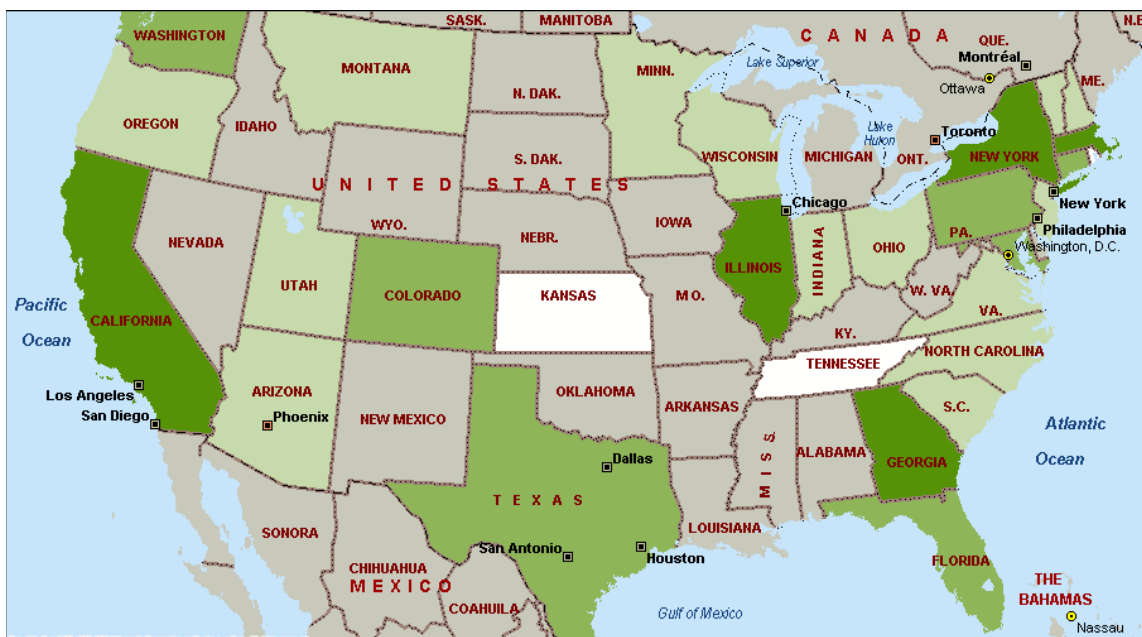 SASK.
MANITOBA
C A N A D A
N.B.
WASHINGTON
QUE.
Montréal
MONTANA
MINN.
Lake Superior
ME.
Ottawa
N. DAK.
OREGON
IDAHO
Lake
Huron
Toronto
WISCONSIN
MICHIGAN
ONT.
NEW YORK
S. DAK.
U N I T E D S T A T E S
New York
Chicago
WYO.
IOWA
NEBR.
NEVADA
OHIO
PA.
Philadelphia
Washington, D.C.
INDIANA
ILLINOIS
UTAH
COLORADO
KANSAS
MO.
W. VA.
Pacific
Ocean
CALIFORNIA
KY.
VA.
TENNESSEE
NORTH CAROLINA
Los Angeles
ARIZONA
OKLAHOMA
San Diego
Phoenix
NEW MEXICO
ARKANSAS
S.C.
Atlantic
Ocean
Dallas
MISS.
ALABAMA
GEORGIA
T E X A S
LOUISIANA
SONORA
San Antonio
Houston
CHIHUAHUA
FLORIDA
M E X I C O
COAHUILA
THE
BAHAMAS
Gulf of Mexico
Nassau